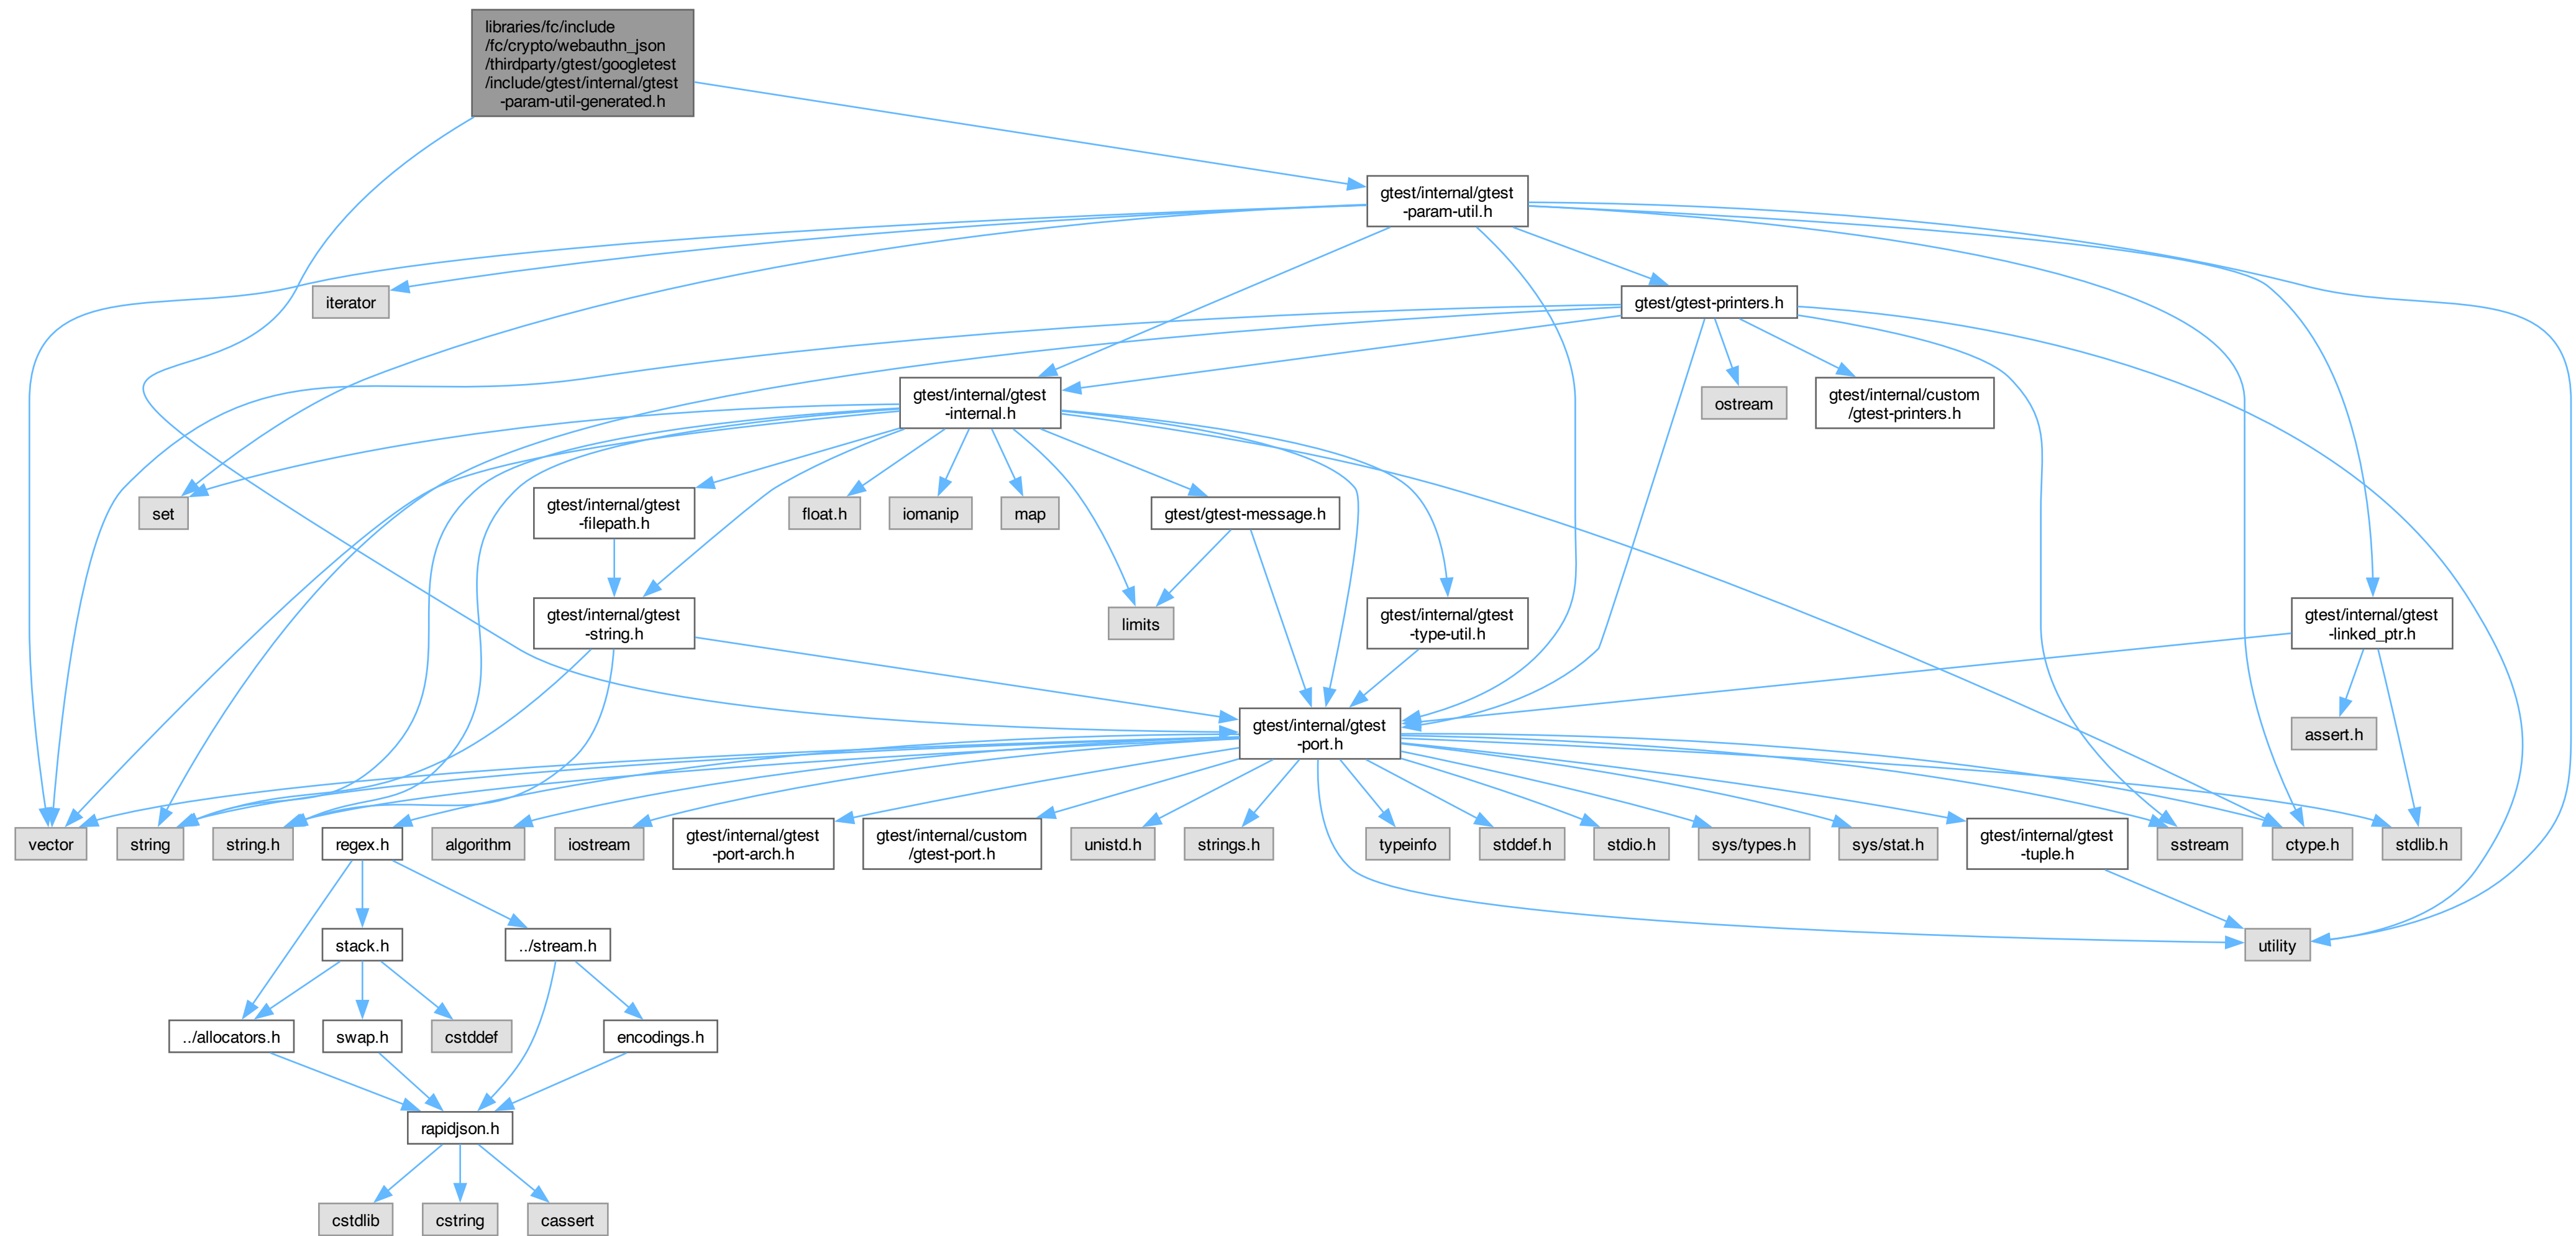 libraries/fc/include
/fc/crypto/webauthn_json
/thirdparty/gtest/googletest
/include/gtest/internal/gtest
-param-util-generated.h
gtest/internal/gtest
-param-util.h
iterator
gtest/gtest-printers.h
gtest/internal/gtest
-internal.h
ostream
gtest/internal/custom
/gtest-printers.h
set
gtest/internal/gtest
-filepath.h
float.h
iomanip
map
gtest/gtest-message.h
gtest/internal/gtest
-string.h
limits
gtest/internal/gtest
-type-util.h
gtest/internal/gtest
-linked_ptr.h
gtest/internal/gtest
-port.h
assert.h
vector
string
string.h
regex.h
algorithm
iostream
gtest/internal/gtest
-port-arch.h
gtest/internal/custom
/gtest-port.h
unistd.h
strings.h
typeinfo
stddef.h
stdio.h
sys/types.h
sys/stat.h
gtest/internal/gtest
-tuple.h
sstream
ctype.h
stdlib.h
stack.h
../stream.h
utility
../allocators.h
swap.h
cstddef
encodings.h
rapidjson.h
cstdlib
cstring
cassert